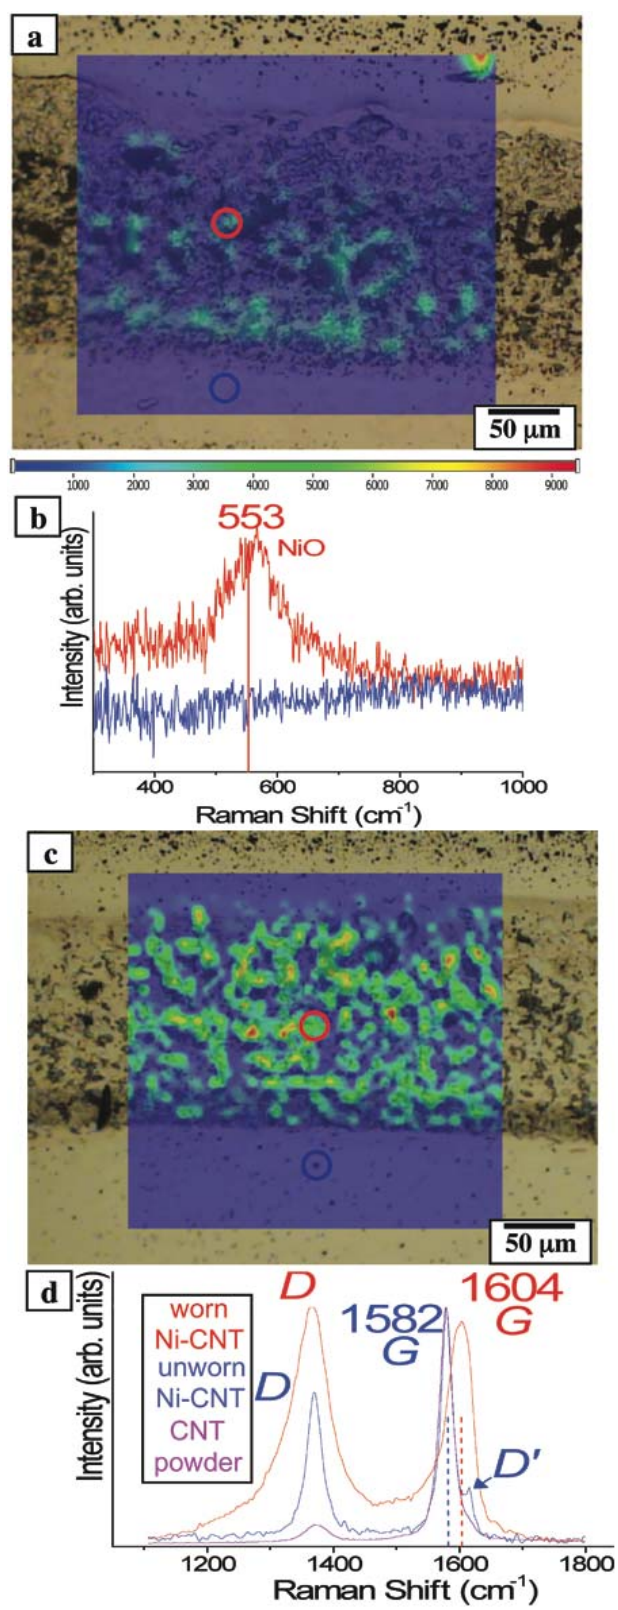 a
50 μm
1000 2000 3000 4000 5000 6000 7000 8000 9000
b
553
NiO
Intensity (arb. units)
400 600 800 1000
Raman Shift (cm⁻¹)
c
50 μm
d
D
1604
G
1582
G
worn
Ni-CNT
unworn
Ni-CNT
CNT
powder
D
D'
Intensity (arb. units)
1200 1400 1600 1800
Raman Shift (cm⁻¹)